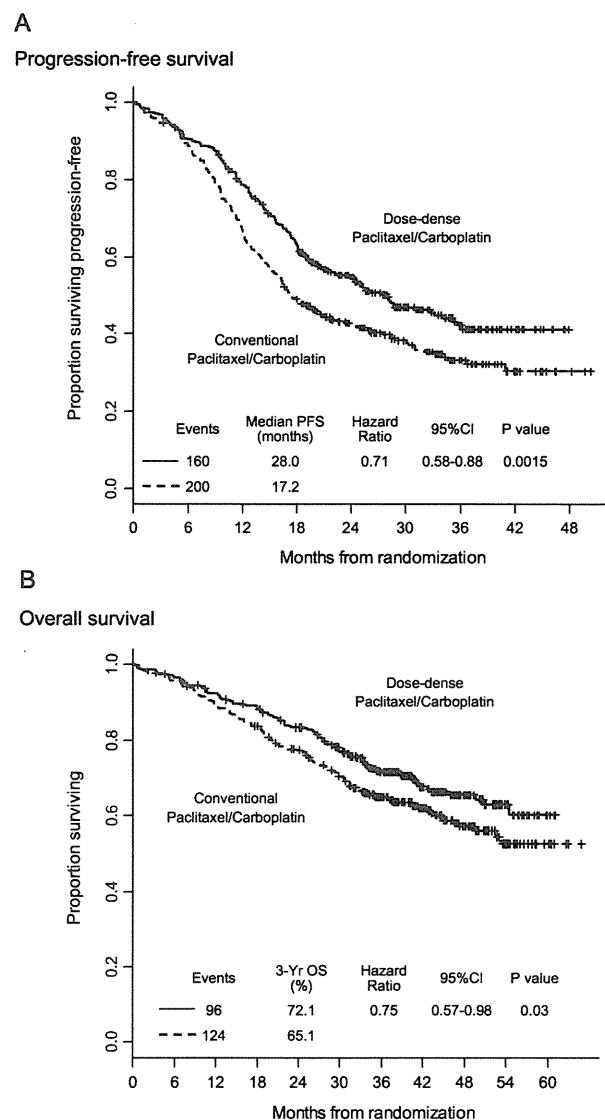 A
Progression-free survival
Proportion surviving progression-free
1.0
0.8
0.6
0.4
0.2
0.0
Dose-dense
Paclitaxel/Carboplatin
Conventional
Paclitaxel/Carboplatin
Events Median PFS (months) Hazard Ratio 95%CI P value
160 28.0 0.71 0.58-0.88 0.0015
200 17.2
0 6 12 18 24 30 36 42 48
Months from randomization
B
Overall survival
Proportion surviving
1.0
0.8
0.6
0.4
0.2
0.0
Dose-dense
Paclitaxel/Carboplatin
Conventional
Paclitaxel/Carboplatin
Events 3-Yr OS (%) Hazard Ratio 95%CI P value
96 72.1 0.75 0.57-0.98 0.03
124 65.1
0 6 12 18 24 30 36 42 48 54 60
Months from randomization